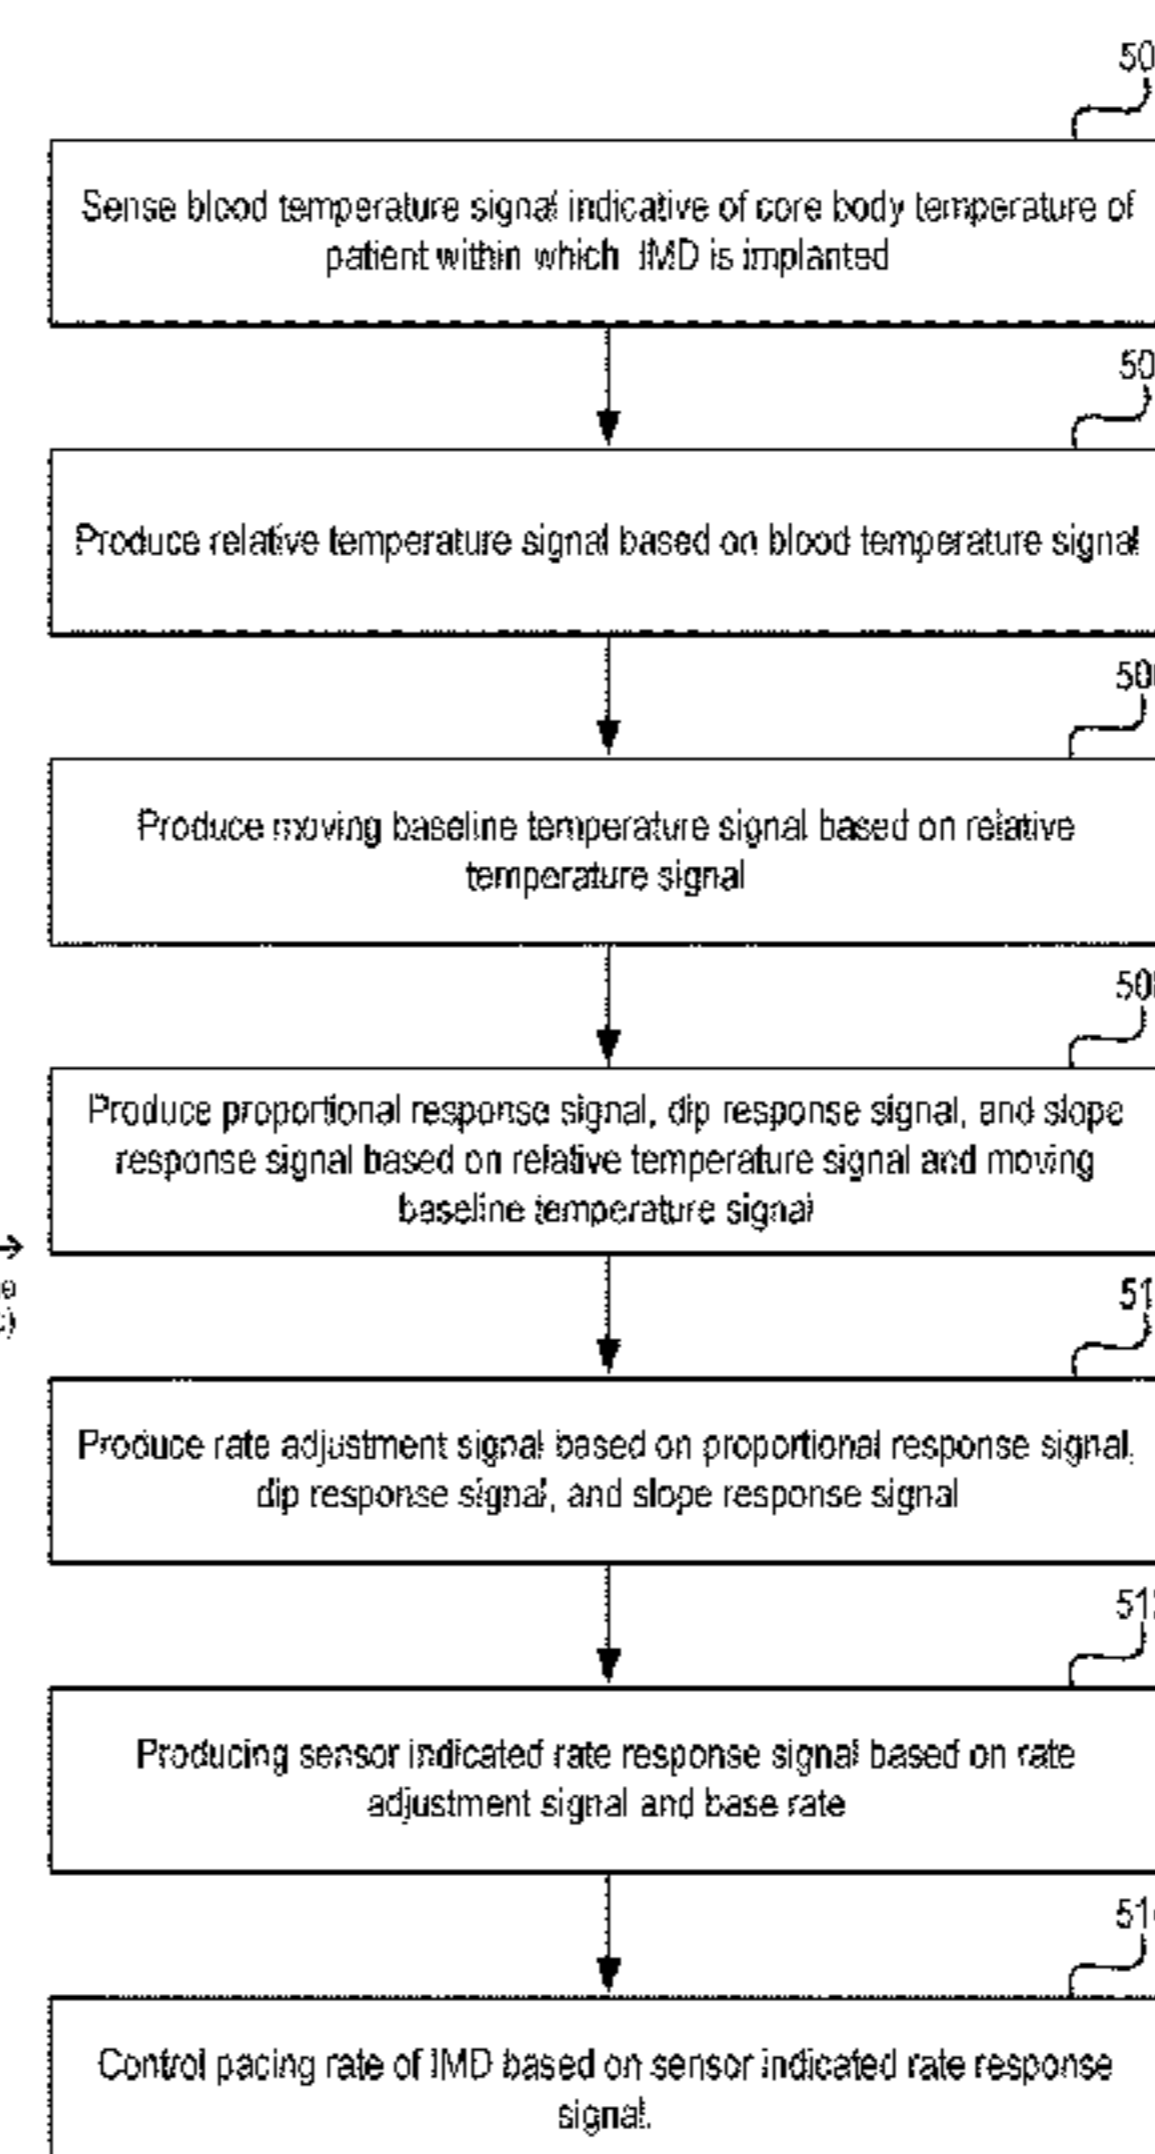 50
Sense blood temperature signal indicative of core body temperature of
patient within which IMD is implanted
50
Produce relative temperature signal based on blood temperature signal
50
Produce moving baseline temperature signal based on relative
temperature signal
508
Produce proportional response signal, dip response signal, and slope
response signal based on relative temperature signal and moving
baseline temperature signal
51
Produce rate adjustment signal based on proportional response signal,
dip response signal, and slope response signal
512
Producing sensor indicated rate response signal based on rate
adjustment signal and base rate
51
Control pacing rate of IMD based on sensor indicated rate response
signal.